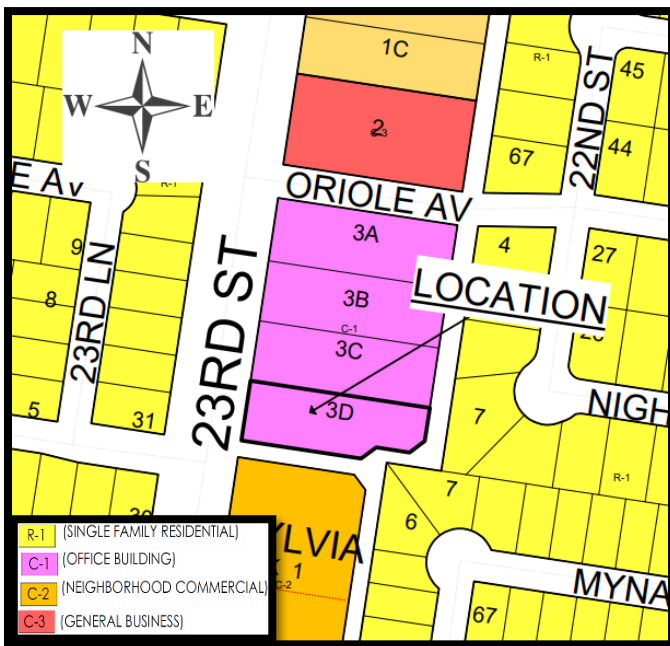 N
W E
S
1C
R-1
45
2
C-3
67
22ND ST
44
E AV
R-1
ORIOLE AV
3A
4
27
9
23RD LN
8
23RD ST
3B
LOCATION
C-1
3C
3D
5
31
7
NIGH
R-1
7
6
YLVIA
1
C-2
MYNA
67
R-1 (SINGLE FAMILY RESIDENTIAL)
C-1 (OFFICE BUILDING)
C-2 (NEIGHBORHOOD COMMERCIAL)
C-3 (GENERAL BUSINESS)